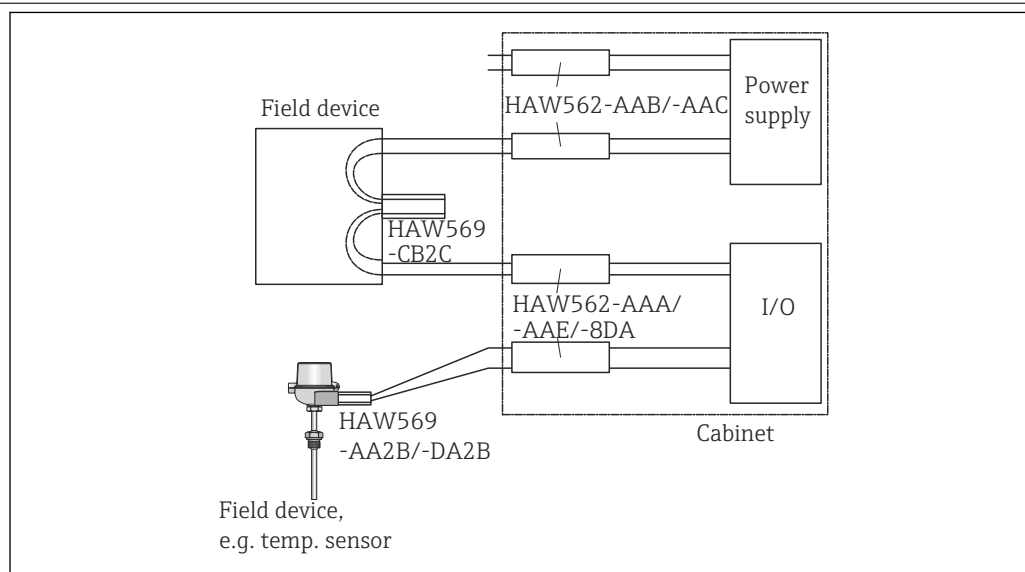 Power
supply
HAW562-AAB/-AAC
Field device
HAW569
-CB2C
HAW562-AAA/
-AAE/-8DA
I/O
HAW569
-AA2B/-DA2B
Cabinet
Field device,
e.g. temp. sensor